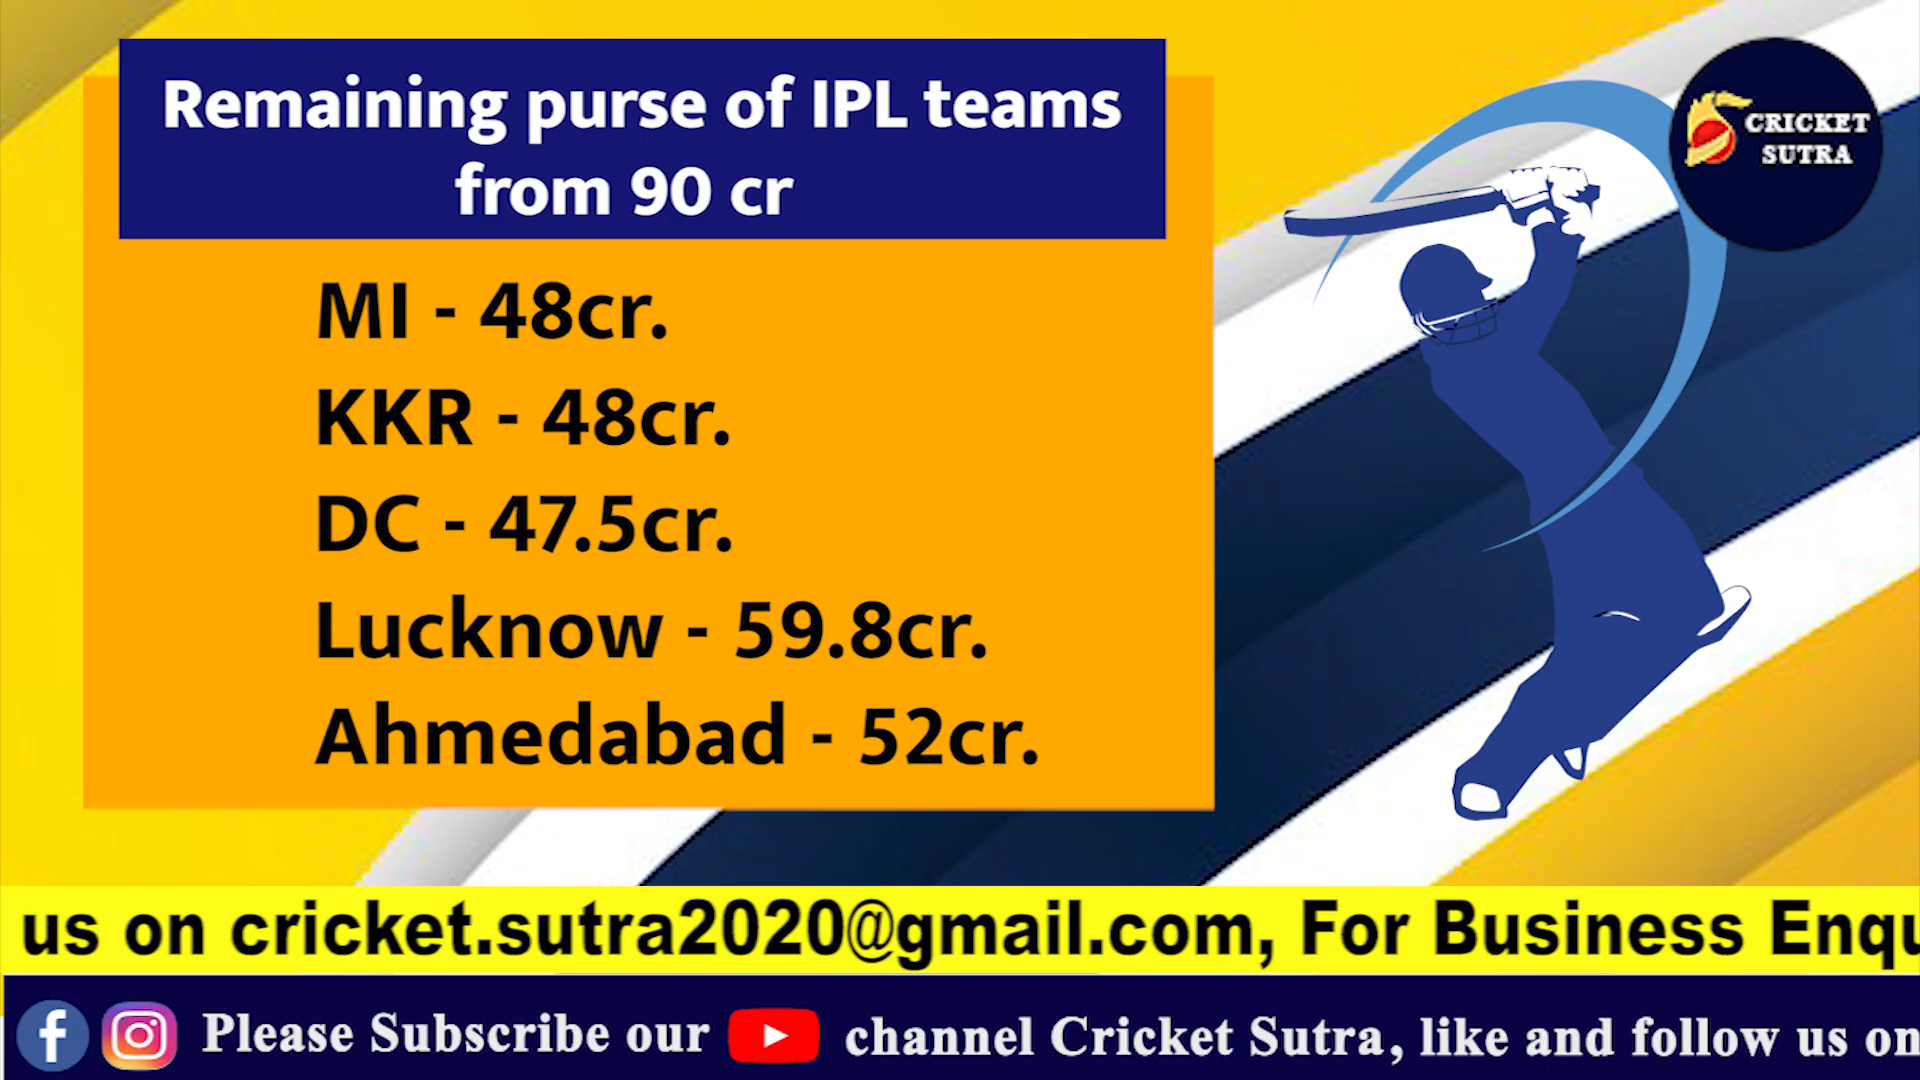 Remaining purse of IPL teams
from 90 cr
CRICKET
SUTRA
MI - 48cr.
KKR - 48cr.
DC - 47.5cr.
Lucknow - 59.8cr.
Ahmedabad - 52cr.
us on cricket.sutra2020@gmail.com, For Business Enqu
Please Subscribe our channel Cricket Sutra, like and follow us on